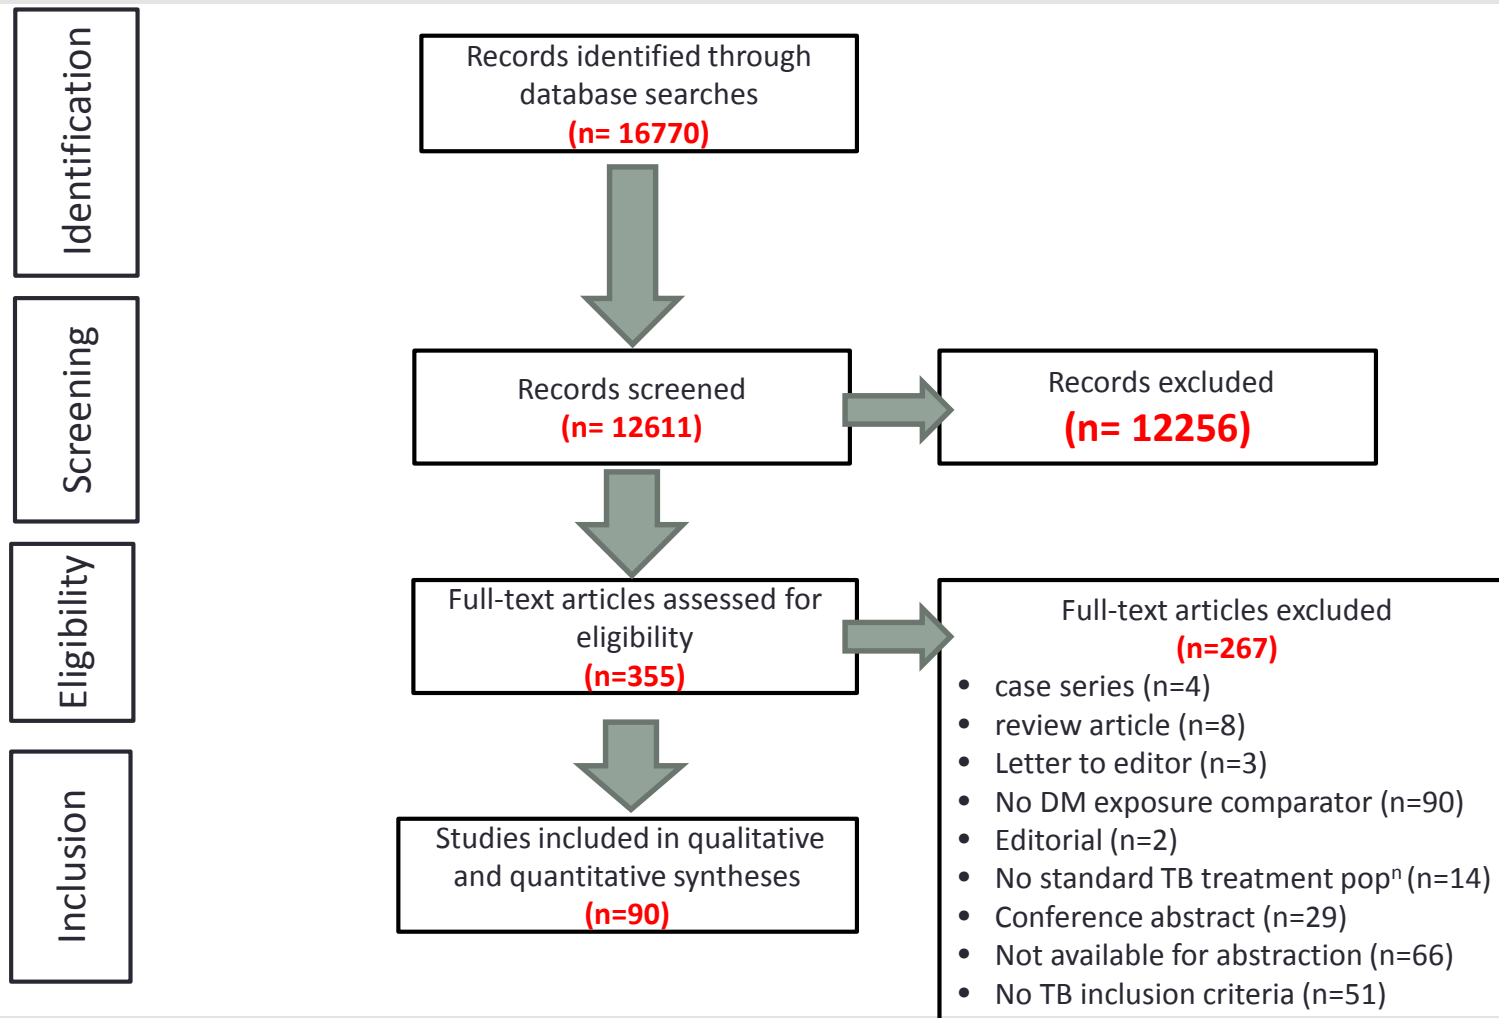 Identification
Records identified through
database searches
(n= 16770)
Screening
Records screened
(n= 12611)
Records excluded
(n= 12256)
Eligibility
Full-text articles assessed for
eligibility
(n=355)
Full-text articles excluded
(n=267)
• case series (n=4)
• review article (n=8)
• Letter to editor (n=3)
• No DM exposure comparator (n=90)
• Editorial (n=2)
• No standard TB treatment popⁿ (n=14)
• Conference abstract (n=29)
• Not available for abstraction (n=66)
• No TB inclusion criteria (n=51)
Inclusion
Studies included in qualitative
and quantitative syntheses
(n=90)